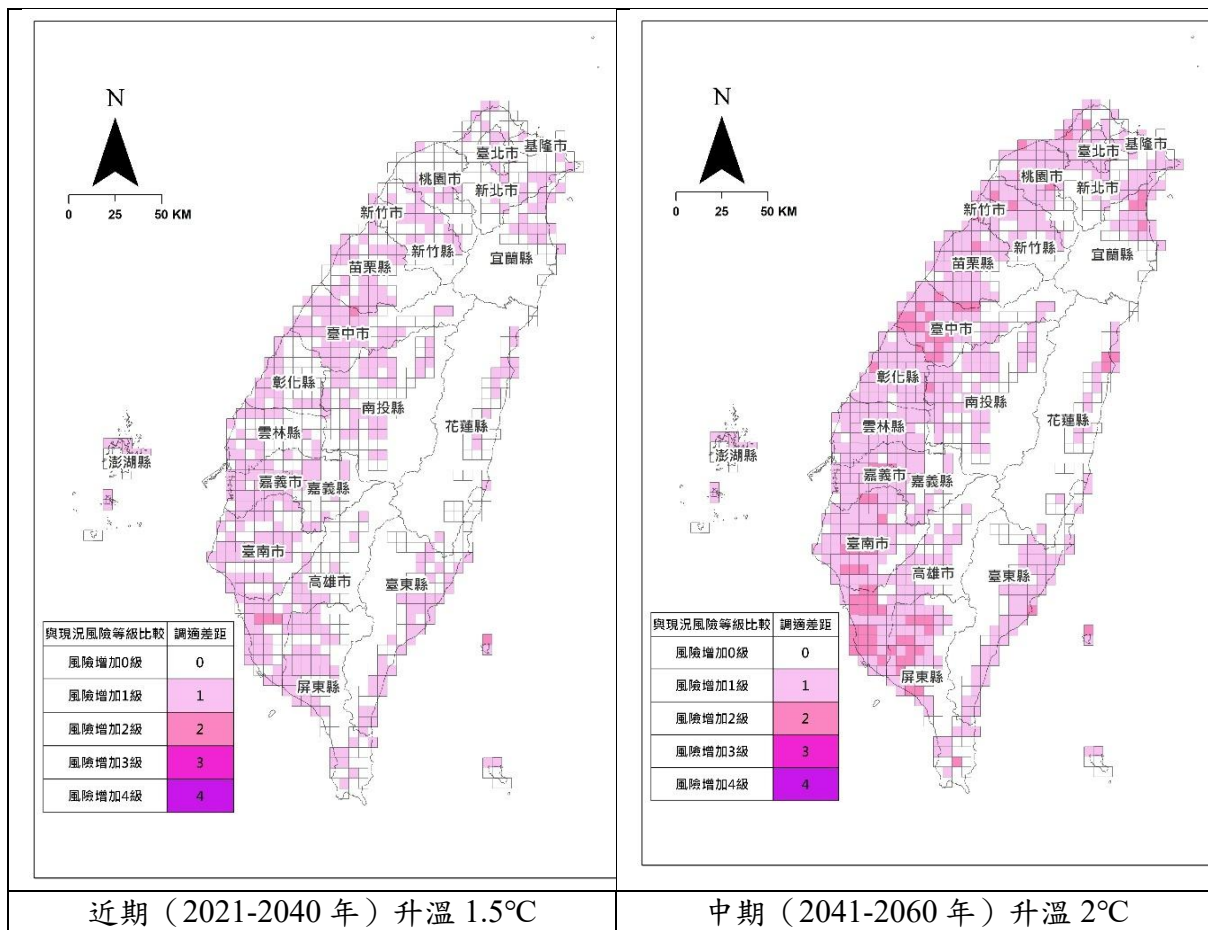 N
0 25 50 KM
基隆市
臺北市
桃園市
新北市
新竹市
新竹縣
宜蘭縣
苗栗縣
臺中市
彰化縣
南投縣
花蓮縣
雲林縣
澎湖縣
嘉義市
嘉義縣
臺南市
高雄市
臺東縣
屏東縣
與現況風險等級比較 調適差距
風險增加0級 0
風險增加1級 1
風險增加2級 2
風險增加3級 3
風險增加4級 4
近期（2021-2040 年）升溫 1.5°C
N
0 25 50 KM
基隆市
臺北市
桃園市
新北市
新竹市
新竹縣
宜蘭縣
苗栗縣
臺中市
彰化縣
南投縣
花蓮縣
雲林縣
澎湖縣
嘉義市
嘉義縣
臺南市
高雄市
臺東縣
屏東縣
與現況風險等級比較 調適差距
風險增加0級 0
風險增加1級 1
風險增加2級 2
風險增加3級 3
風險增加4級 4
中期（2041-2060 年）升溫 2°C